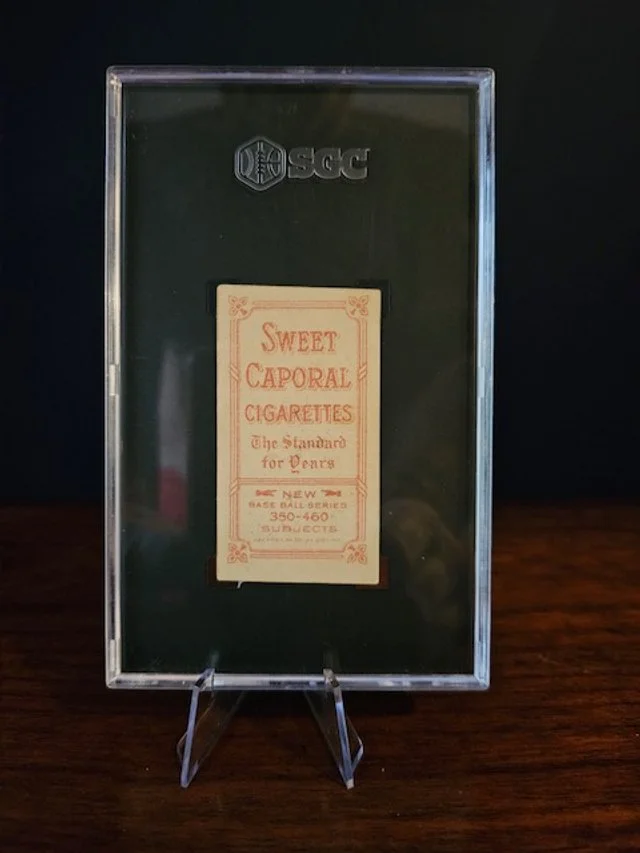 SGC
SWEET
CAPORAL
CIGARETTES
The Standard
for Years
NEW
BASE BALL SERIES
350-460
SUBJECTS